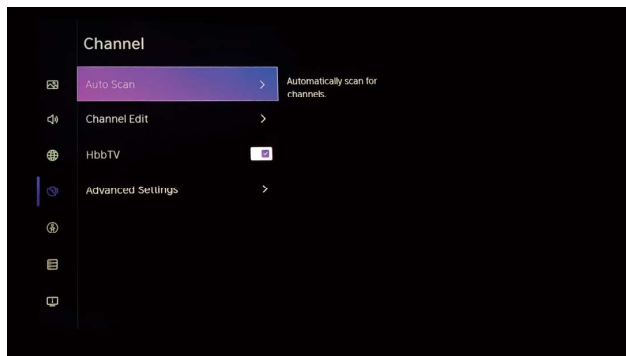 Channel
Auto Scan
Automatically scan for
channels.
Channel Edit
HbbTV
Advanced Settings